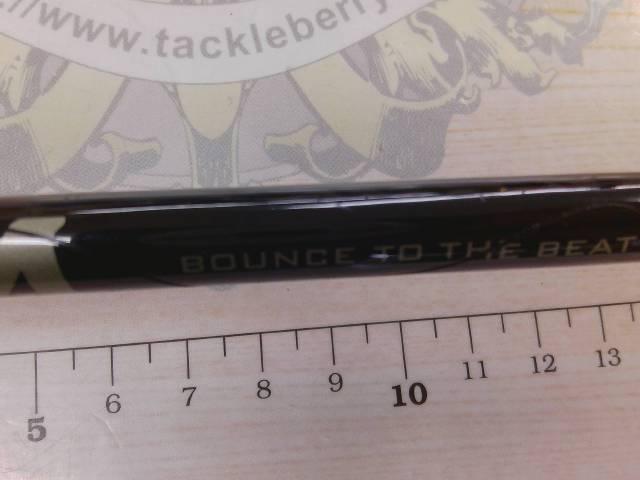 //www.tackleberry
BOUNCE TO THE BEAT
5 6 7 8 9 10 11 12 13